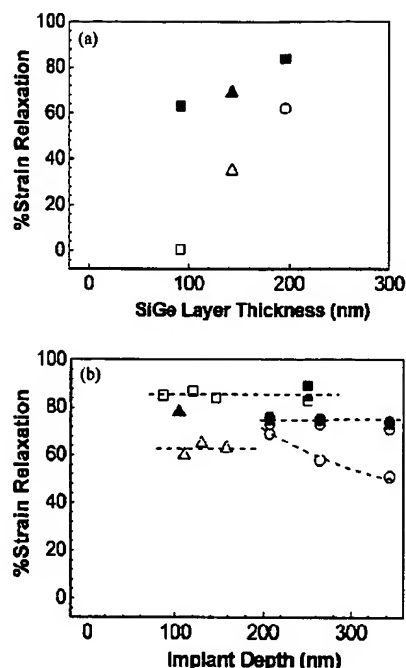 (a)
%Strain Relaxation
100
80
60
40
20
0
0 100 200 300
SiGe Layer Thickness (nm)
(b)
%Strain Relaxation
100
80
60
40
20
0
0 100 200 300
Implant Depth (nm)